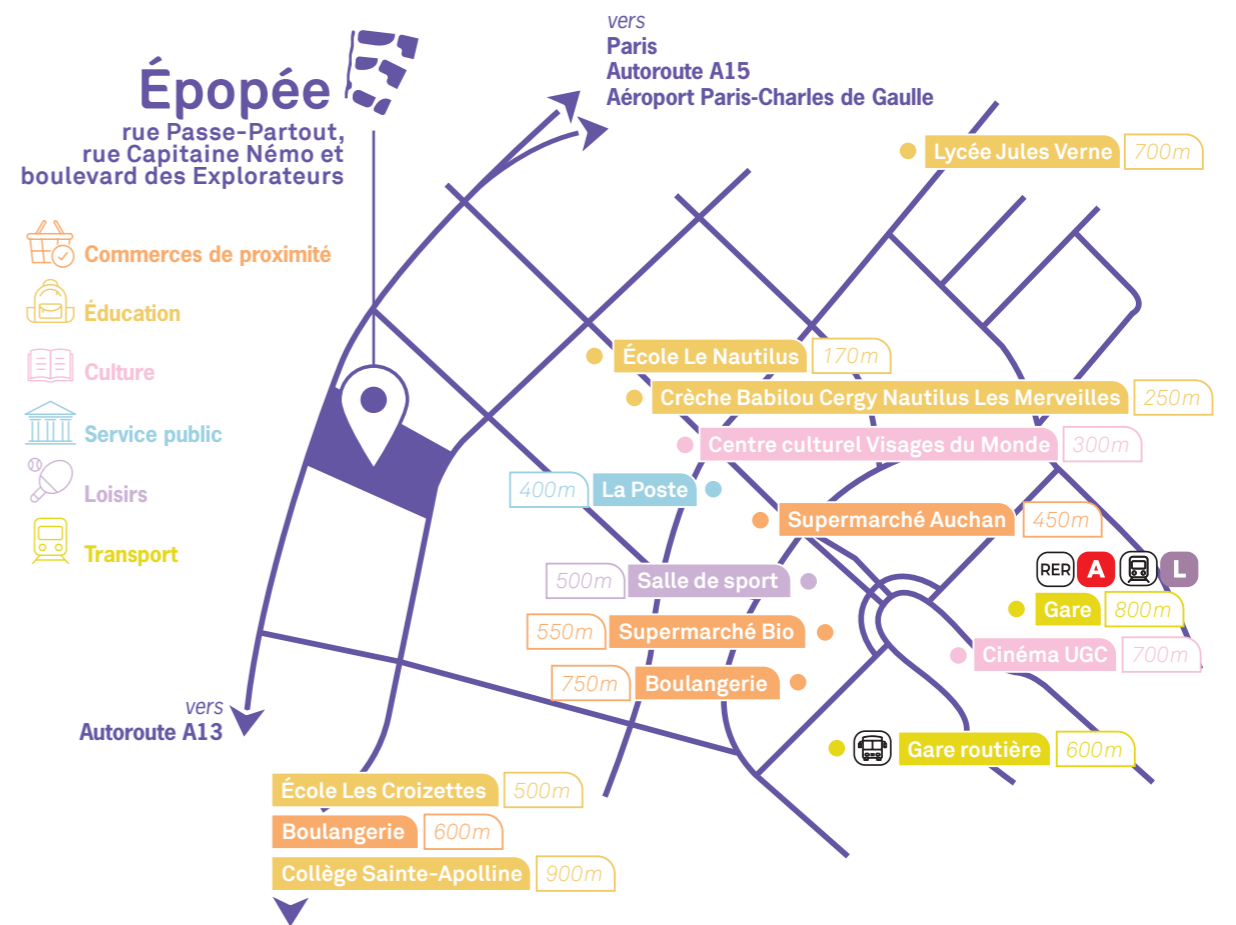 vers
Paris
Autoroute A15
Aéroport Paris-Charles de Gaulle
Épopée
rue Passe-Partout,
rue Capitaine Némo et
boulevard des Explorateurs
Commerces de proximité
Éducation
Culture
Service public
Loisirs
Transport
Lycée Jules Verne 700m
École Le Nautilus 170m
Crèche Babilou Cergy Nautilus Les Merveilles 250m
Centre culturel Visages du Monde 300m
400m La Poste
Supermarché Auchan 450m
RER A L
500m Salle de sport
Gare 800m
550m Supermarché Bio
Cinéma UGC 700m
750m Boulangerie
vers
Autoroute A13
Gare routière 600m
École Les Croizettes 500m
Boulangerie 600m
Collège Sainte-Apolline 900m